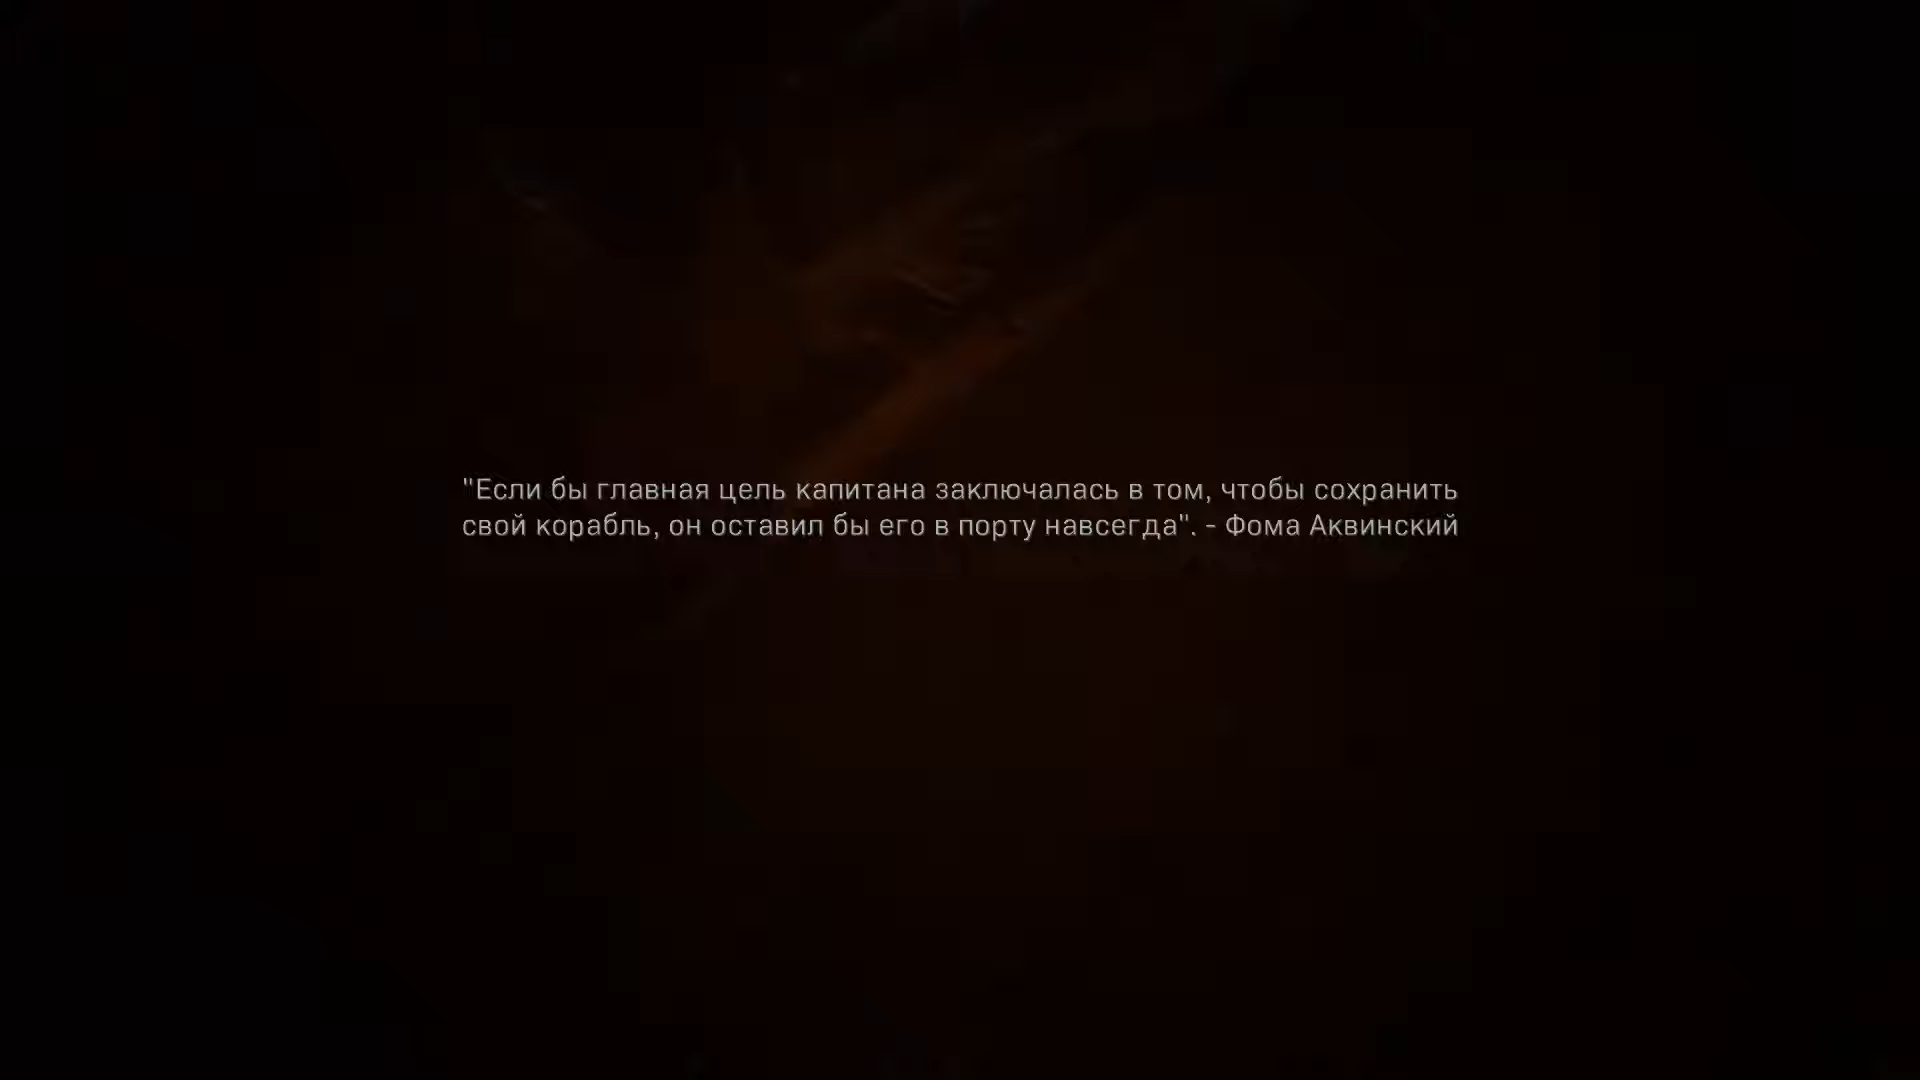 "Если бы главная цель капитана заключалась в том, чтобы сохранить
свой корабль, он оставил бы его в порту навсегда". - Фома Аквинский